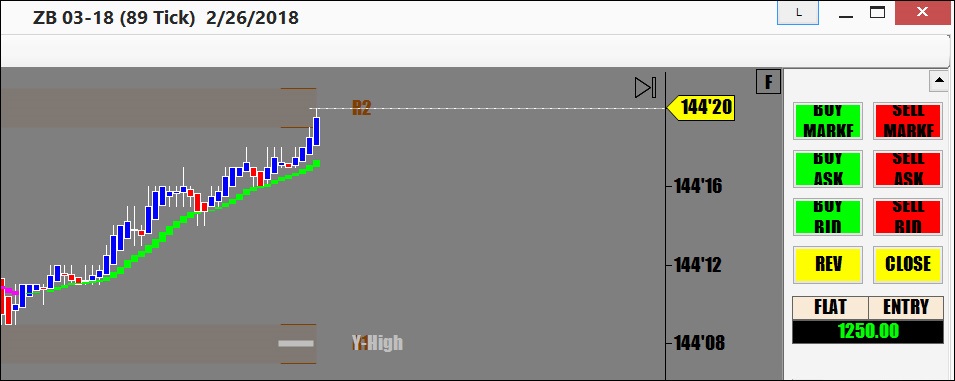 ZB 03-18 (89 Tick) 2/26/2018
L
F
R2
144'20
144'16
144'12
Y-High
144'08
BUY
MARKE
SELL
MARKE
BUY
ASK
SELL
ASK
BUY
BID
SELL
BID
REV
CLOSE
FLAT
ENTRY
1250.00